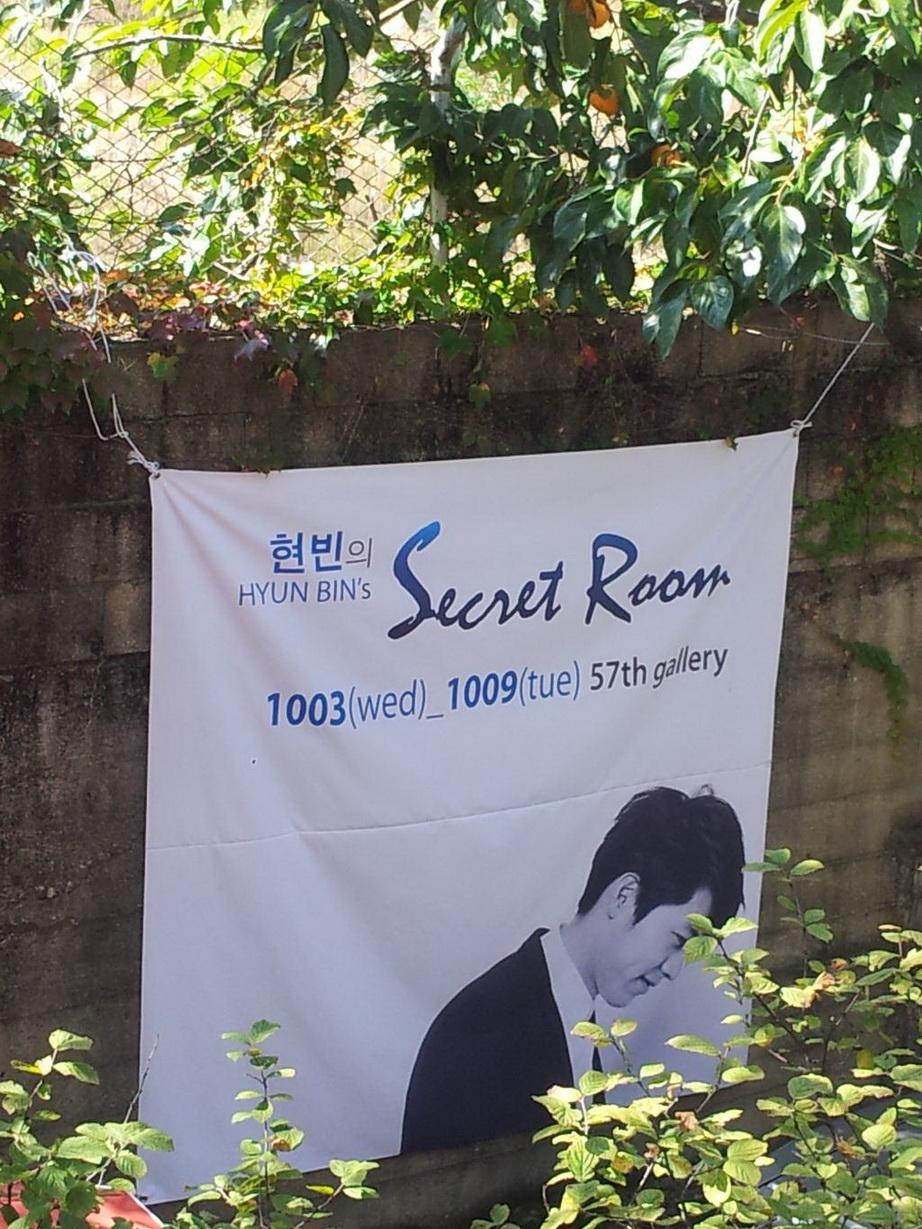 현빈의
HYUN BIN's
Secret Room
1003(wed)_1009(tue) 57th gallery